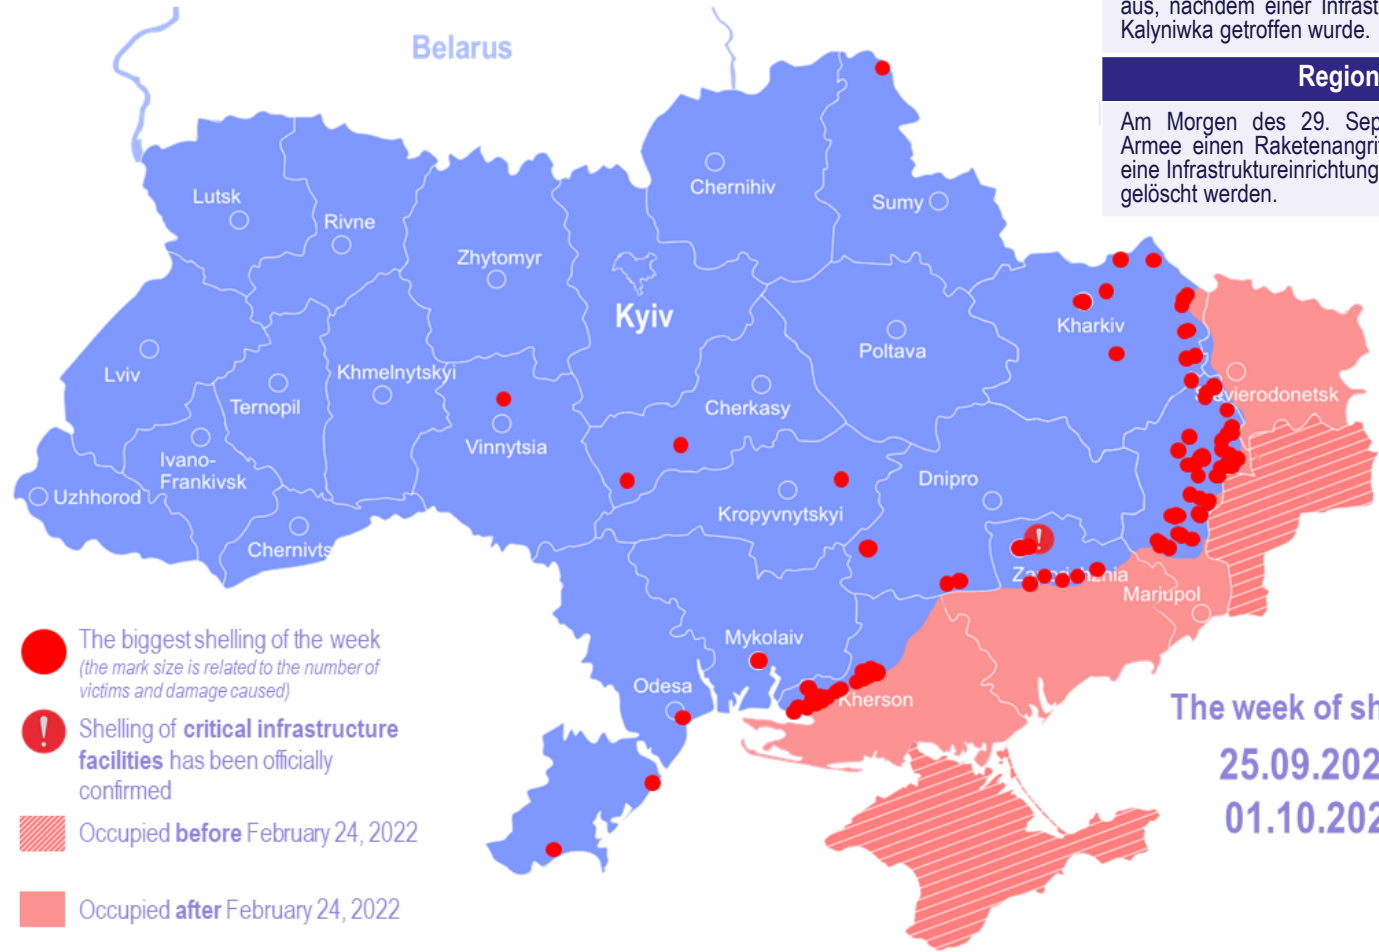 aus, nachdem einer Infrast
Kalyniwka getroffen wurde.
Region
Am Morgen des 29. Sep
Armee einen Raketenangri
eine Infrastruktureinrichtung
gelöscht werden.
Belarus
Chernihiv
Lutsk
Sumy
Rivne
Zhytomyr
Kyiv
Kharkiv
Poltava
Lviv
Khmelnytskyi
Ternopil
Cherkasy
Vinnytsia
Ivano-
Frankivsk
Uzhhorod
Dnipro
Kropyvnytskyi
Chernivts
Mariupol
Mykolaiv
Odesa
Kherson
The biggest shelling of the week
(the mark size is related to the number of
victims and damage caused)
!
Shelling of critical infrastructure
facilities has been officially
confirmed
Occupied before February 24, 2022
Occupied after February 24, 2022
The week of sh
25.09.202
01.10.202